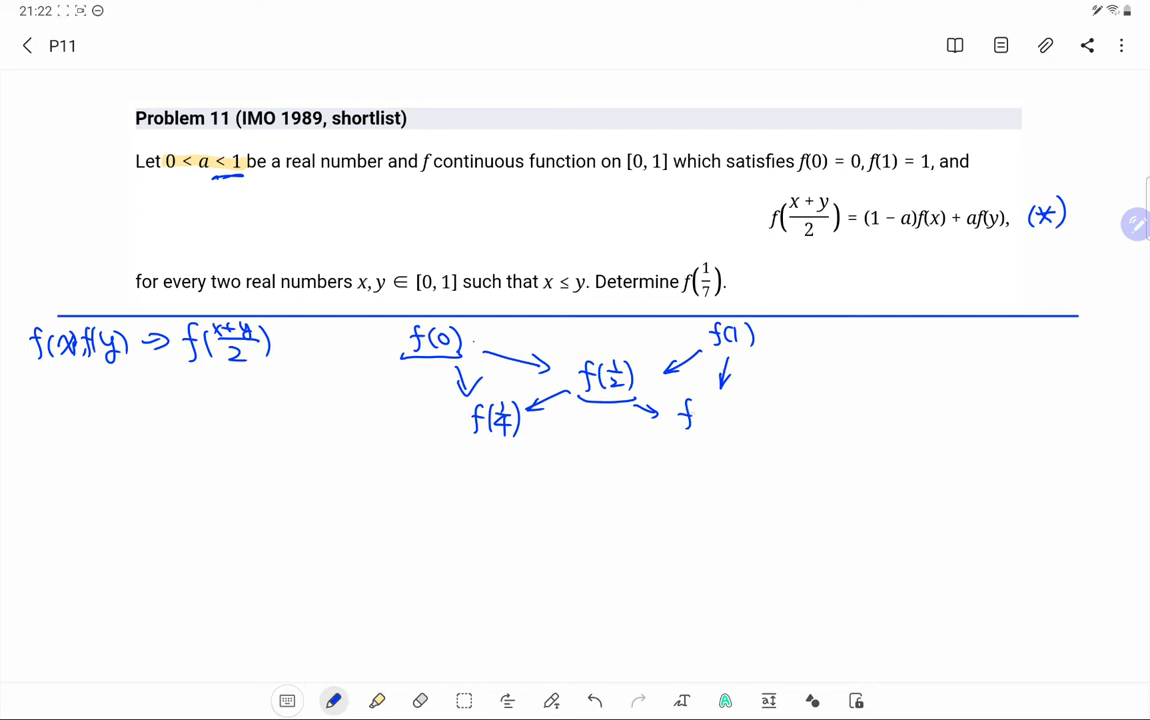 21:22
P11
Problem 11 (IMO 1989, shortlist)
Let 0 < a < 1 be a real number and f continuous function on [0, 1] which satisfies f(0) = 0, f(1) = 1, and
f((x + y)/2) = (1 − a)f(x) + af(y), (*)
for every two real numbers x, y ∈ [0, 1] such that x ≤ y. Determine f(1/7).
f(x), f(y) ⇒ f((x+y)/2)
f(0) f(1)
f(1/2)
f(1/4) f